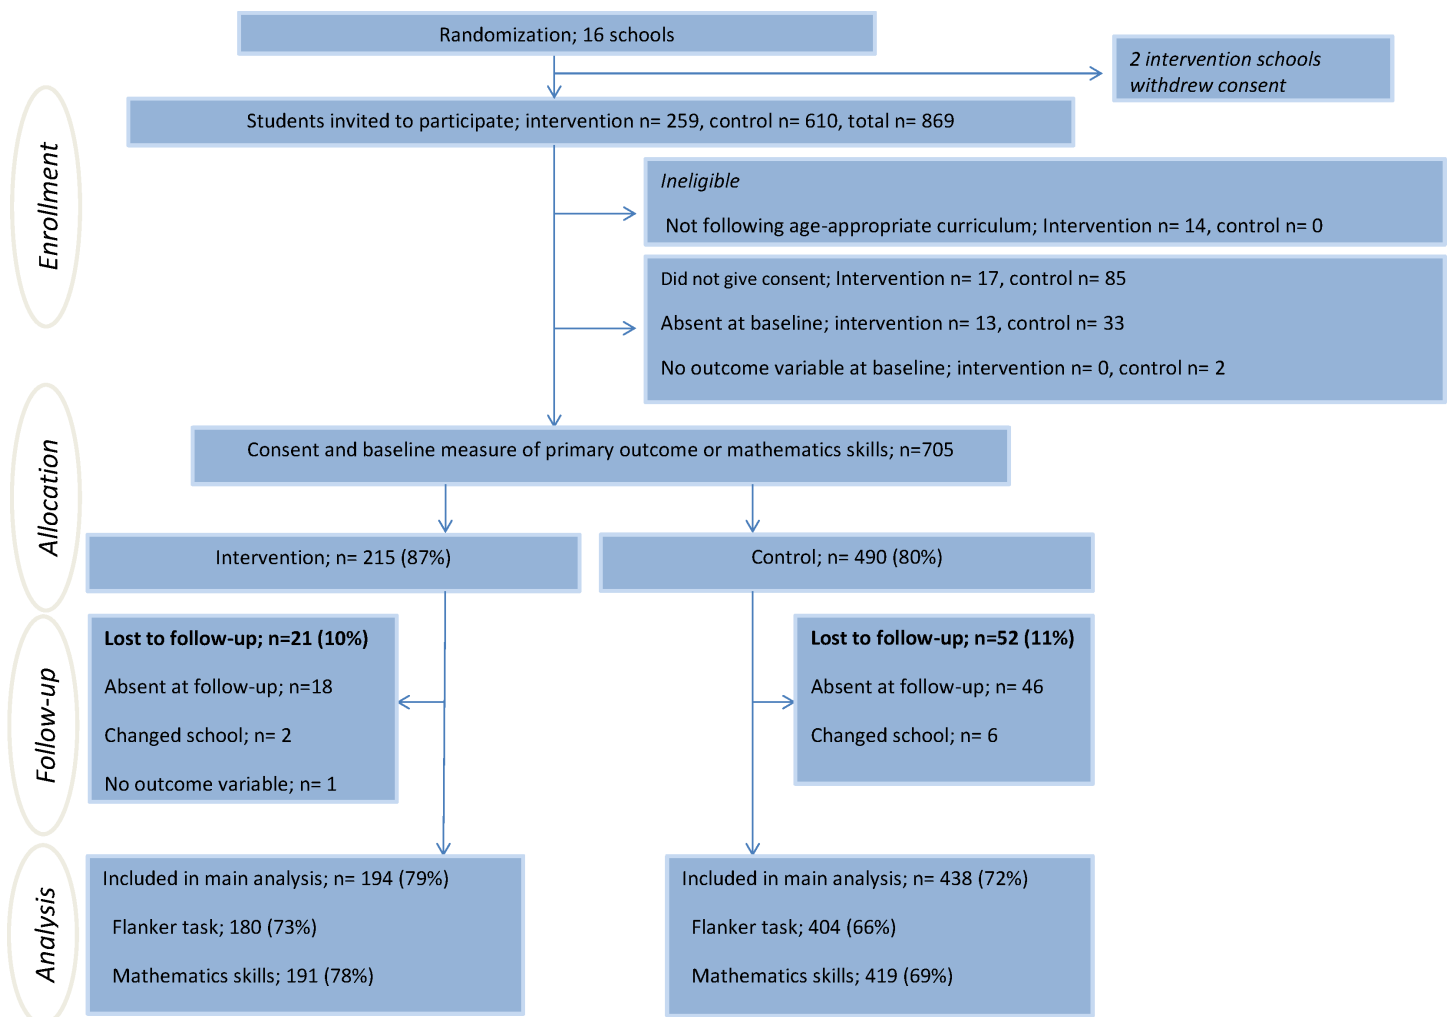 Randomization; 16 schools
2 intervention schools
withdrew consent
Enrollment
Students invited to participate; intervention n= 259, control n= 610, total n= 869
Ineligible
Not following age-appropriate curriculum; Intervention n= 14, control n= 0
Did not give consent; Intervention n= 17, control n= 85
Absent at baseline; intervention n= 13, control n= 33
No outcome variable at baseline; intervention n= 0, control n= 2
Allocation
Consent and baseline measure of primary outcome or mathematics skills; n=705
Intervention; n= 215 (87%)
Control; n= 490 (80%)
Follow-up
Lost to follow-up; n=21 (10%)
Absent at follow-up; n=18
Changed school; n= 2
No outcome variable; n= 1
Lost to follow-up; n=52 (11%)
Absent at follow-up; n= 46
Changed school; n= 6
Analysis
Included in main analysis; n= 194 (79%)
Flanker task; 180 (73%)
Mathematics skills; 191 (78%)
Included in main analysis; n= 438 (72%)
Flanker task; 404 (66%)
Mathematics skills; 419 (69%)